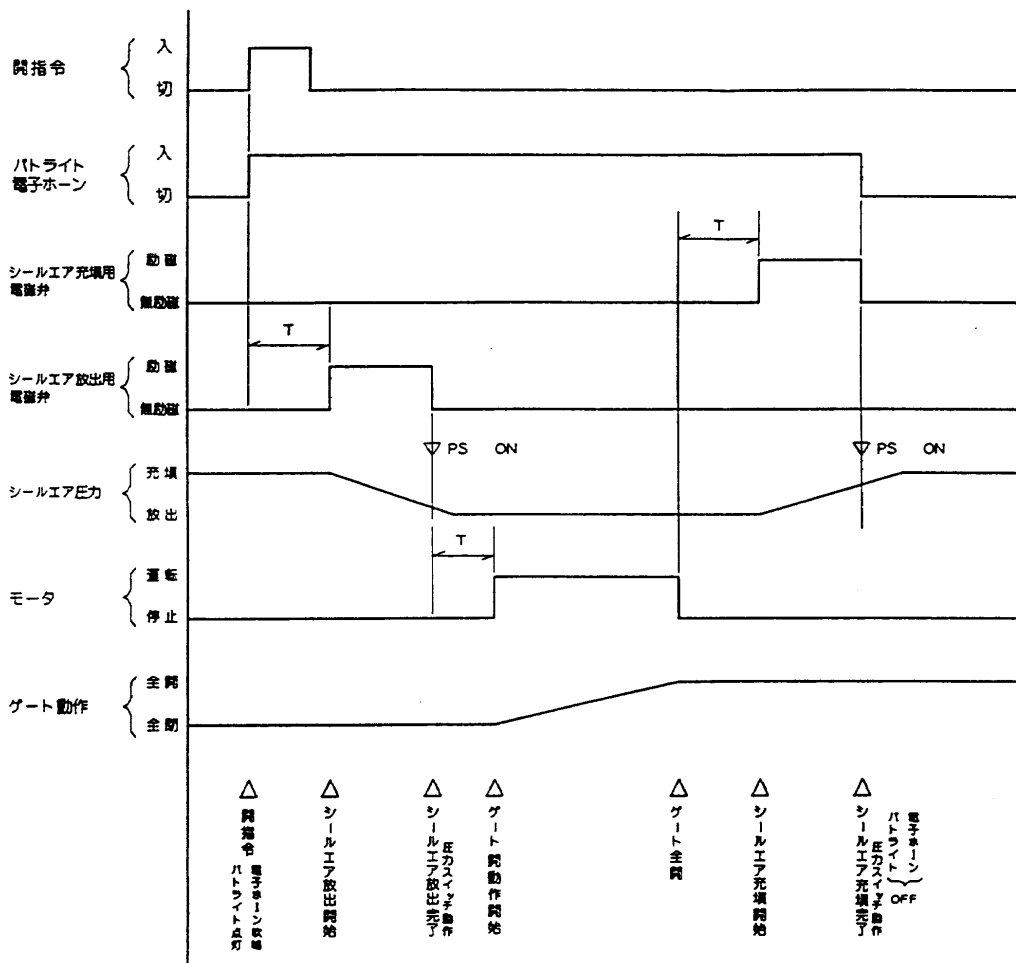 開指令
入
切
パトライト
電子ホーン
入
切
T
シールエア充填用
電磁弁
励磁
無励磁
T
シールエア放出用
電磁弁
励磁
無励磁
PS ON
PS ON
シールエア圧力
充填
放出
T
モータ
運転
停止
ゲート動作
全開
全閉
開指令
電子ホーン吹鳴
パトライト点灯
シールエア放出開始
圧力スイッチ動作
シールエア放出完了
ゲート開動作開始
ゲート全開
シールエア充填開始
圧力スイッチ動作
シールエア充填完了
電子ホーン
パトライト
OFF